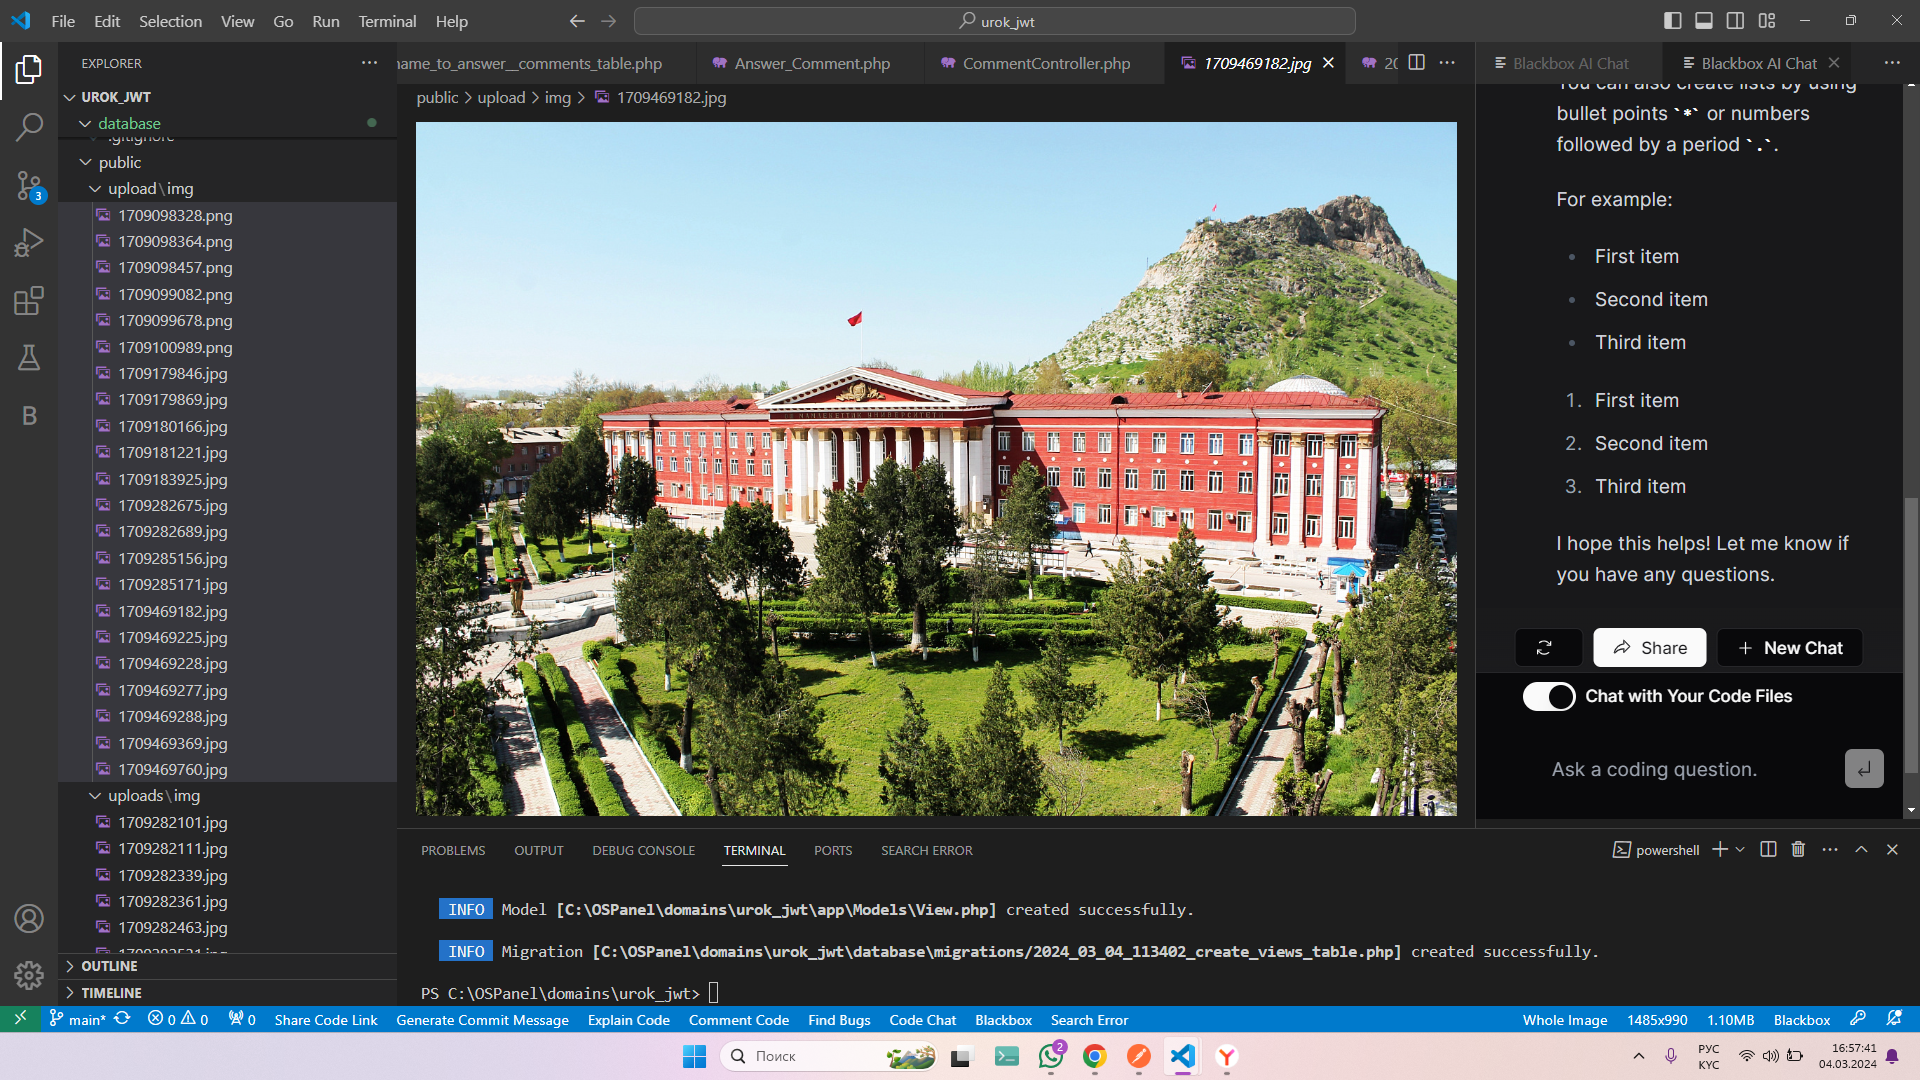 File Edit Selection View Go Run Terminal Help
urok_jwt
EXPLORER
UROK_JWT
database
.gitignore
public
upload\img
1709098328.png
1709098364.png
1709098457.png
1709099082.png
1709099678.png
1709100989.png
1709179846.jpg
1709179869.jpg
1709180166.jpg
1709181221.jpg
1709183925.jpg
1709282675.jpg
1709282689.jpg
1709285156.jpg
1709285171.jpg
1709469182.jpg
1709469225.jpg
1709469228.jpg
1709469277.jpg
1709469288.jpg
1709469369.jpg
1709469760.jpg
uploads\img
1709282101.jpg
1709282111.jpg
1709282339.jpg
1709282361.jpg
1709282463.jpg
OUTLINE
TIMELINE
3
B
name_to_answer__comments_table.php
Answer_Comment.php
CommentController.php
1709469182.jpg
20
public > upload > img > 1709469182.jpg
Blackbox AI Chat
Blackbox AI Chat
You can also create lists by using
bullet points `*` or numbers
followed by a period `.`.
For example:
• First item
• Second item
• Third item
1. First item
2. Second item
3. Third item
I hope this helps! Let me know if
you have any questions.
Share
+ New Chat
Chat with Your Code Files
Ask a coding question.
PROBLEMS OUTPUT DEBUG CONSOLE TERMINAL PORTS SEARCH ERROR
powershell
INFO Model [C:\OSPanel\domains\urok_jwt\app\Models\View.php] created successfully.
INFO Migration [C:\OSPanel\domains\urok_jwt\database\migrations/2024_03_04_113402_create_views_table.php] created successfully.
PS C:\OSPanel\domains\urok_jwt>
main* 0 0 0 Share Code Link Generate Commit Message Explain Code Comment Code Find Bugs Code Chat Blackbox Search Error
Whole Image 1485x990 1.10MB Blackbox
Поиск
2
РУС
КУС
16:57:41
04.03.2024